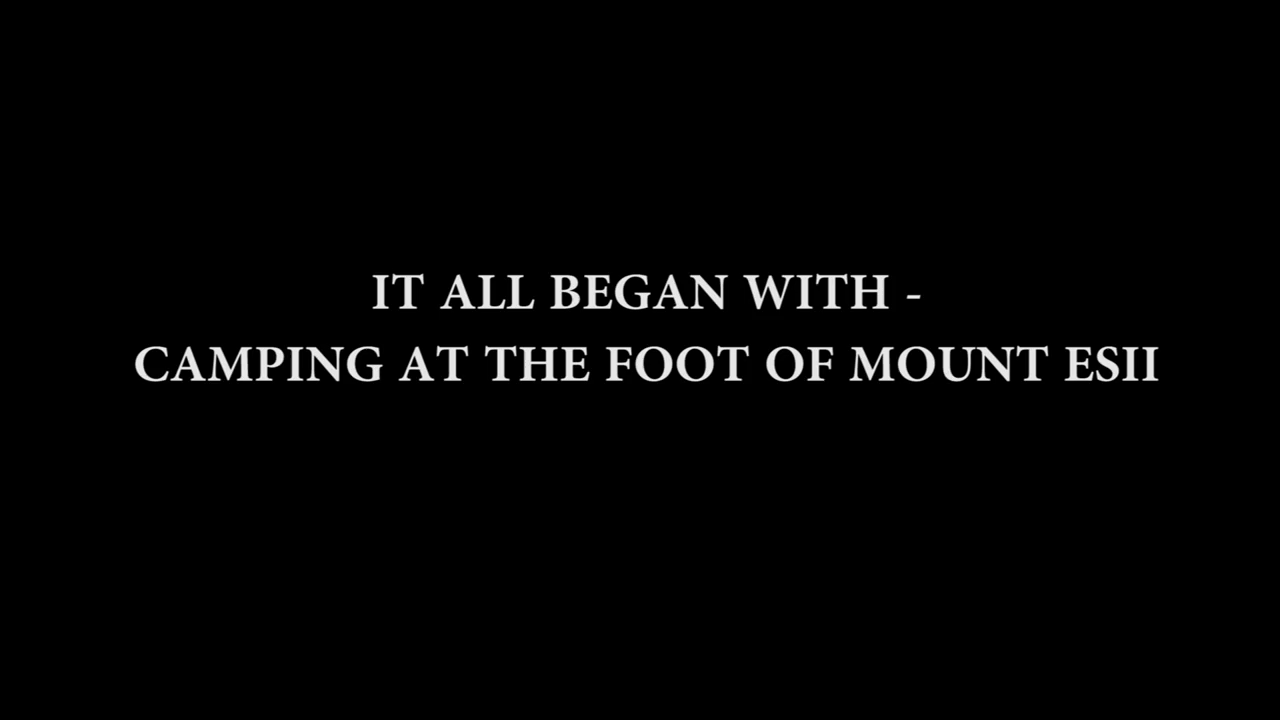 IT ALL BEGAN WITH -
CAMPING AT THE FOOT OF MOUNT ESII